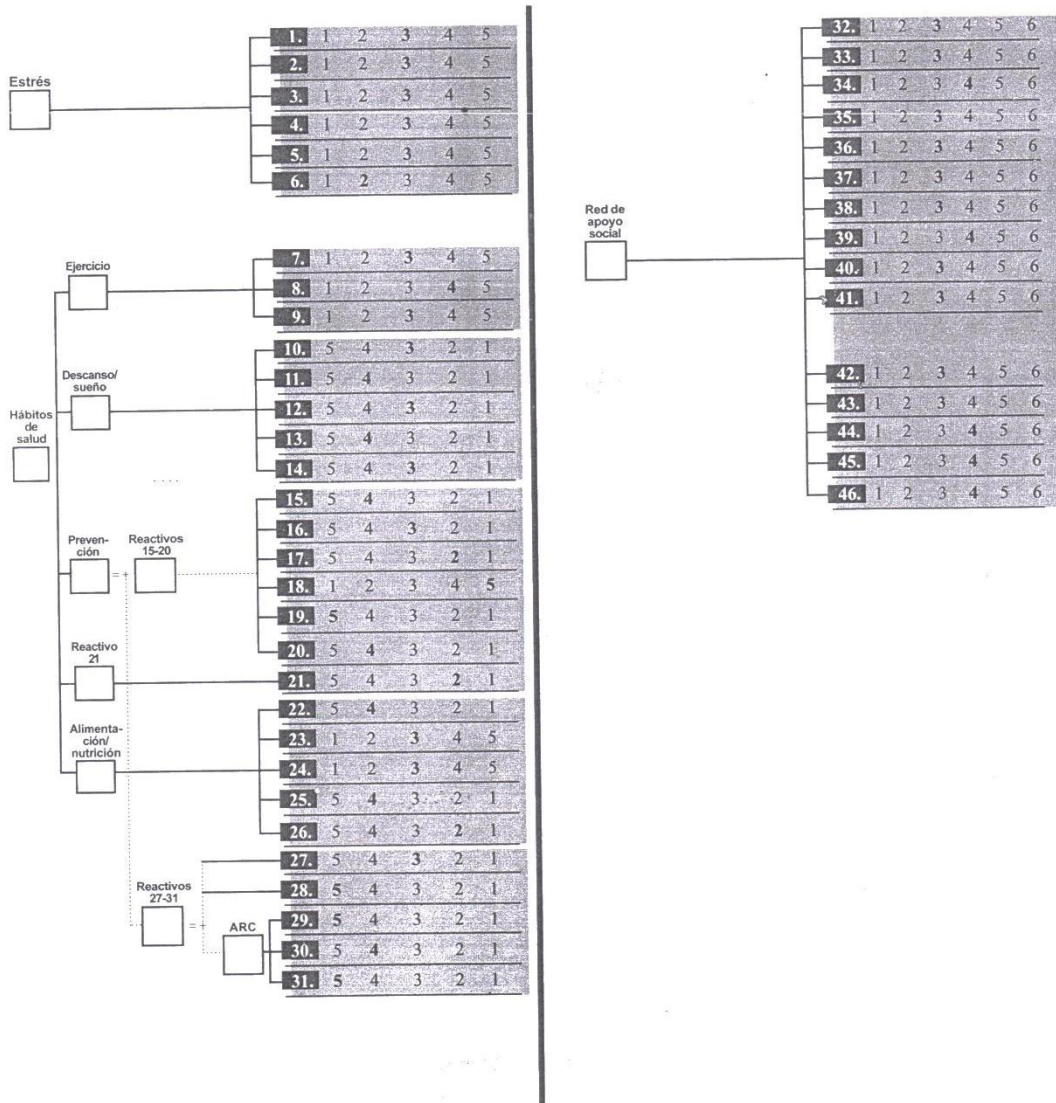 Estrés
1. 1 2 3 4 5
2. 1 2 3 4 5
3. 1 2 3 4 5
4. 1 2 3 4 5
5. 1 2 3 4 5
6. 1 2 3 4 5
Ejercicio
7. 1 2 3 4 5
8. 1 2 3 4 5
9. 1 2 3 4 5
Hábitos
de
salud
Descanso/
sueño
10. 5 4 3 2 1
11. 5 4 3 2 1
12. 5 4 3 2 1
13. 5 4 3 2 1
14. 5 4 3 2 1
Preven-
ción
= +
Reactivos
15-20
15. 5 4 3 2 1
16. 5 4 3 2 1
17. 5 4 3 2 1
18. 1 2 3 4 5
19. 5 4 3 2 1
20. 5 4 3 2 1
Reactivo
21
21. 5 4 3 2 1
Alimenta-
ción/
nutrición
22. 5 4 3 2 1
23. 1 2 3 4 5
24. 1 2 3 4 5
25. 5 4 3 2 1
26. 5 4 3 2 1
Reactivos
27-31
= +
27. 5 4 3 2 1
28. 5 4 3 2 1
ARC
29. 5 4 3 2 1
30. 5 4 3 2 1
31. 5 4 3 2 1
Red de
apoyo
social
32. 1 2 3 4 5 6
33. 1 2 3 4 5 6
34. 1 2 3 4 5 6
35. 1 2 3 4 5 6
36. 1 2 3 4 5 6
37. 1 2 3 4 5 6
38. 1 2 3 4 5 6
39. 1 2 3 4 5 6
40. 1 2 3 4 5 6
41. 1 2 3 4 5 6
42. 1 2 3 4 5 6
43. 1 2 3 4 5 6
44. 1 2 3 4 5 6
45. 1 2 3 4 5 6
46. 1 2 3 4 5 6